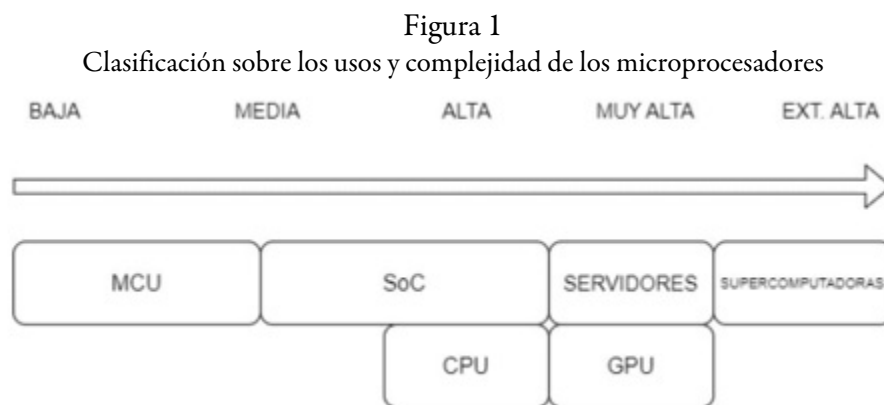 Figura 1
Clasificación sobre los usos y complejidad de los microprocesadores
BAJA MEDIA ALTA MUY ALTA EXT. ALTA
MCU SoC SERVIDORES SUPERCOMPUTADORAS
CPU GPU